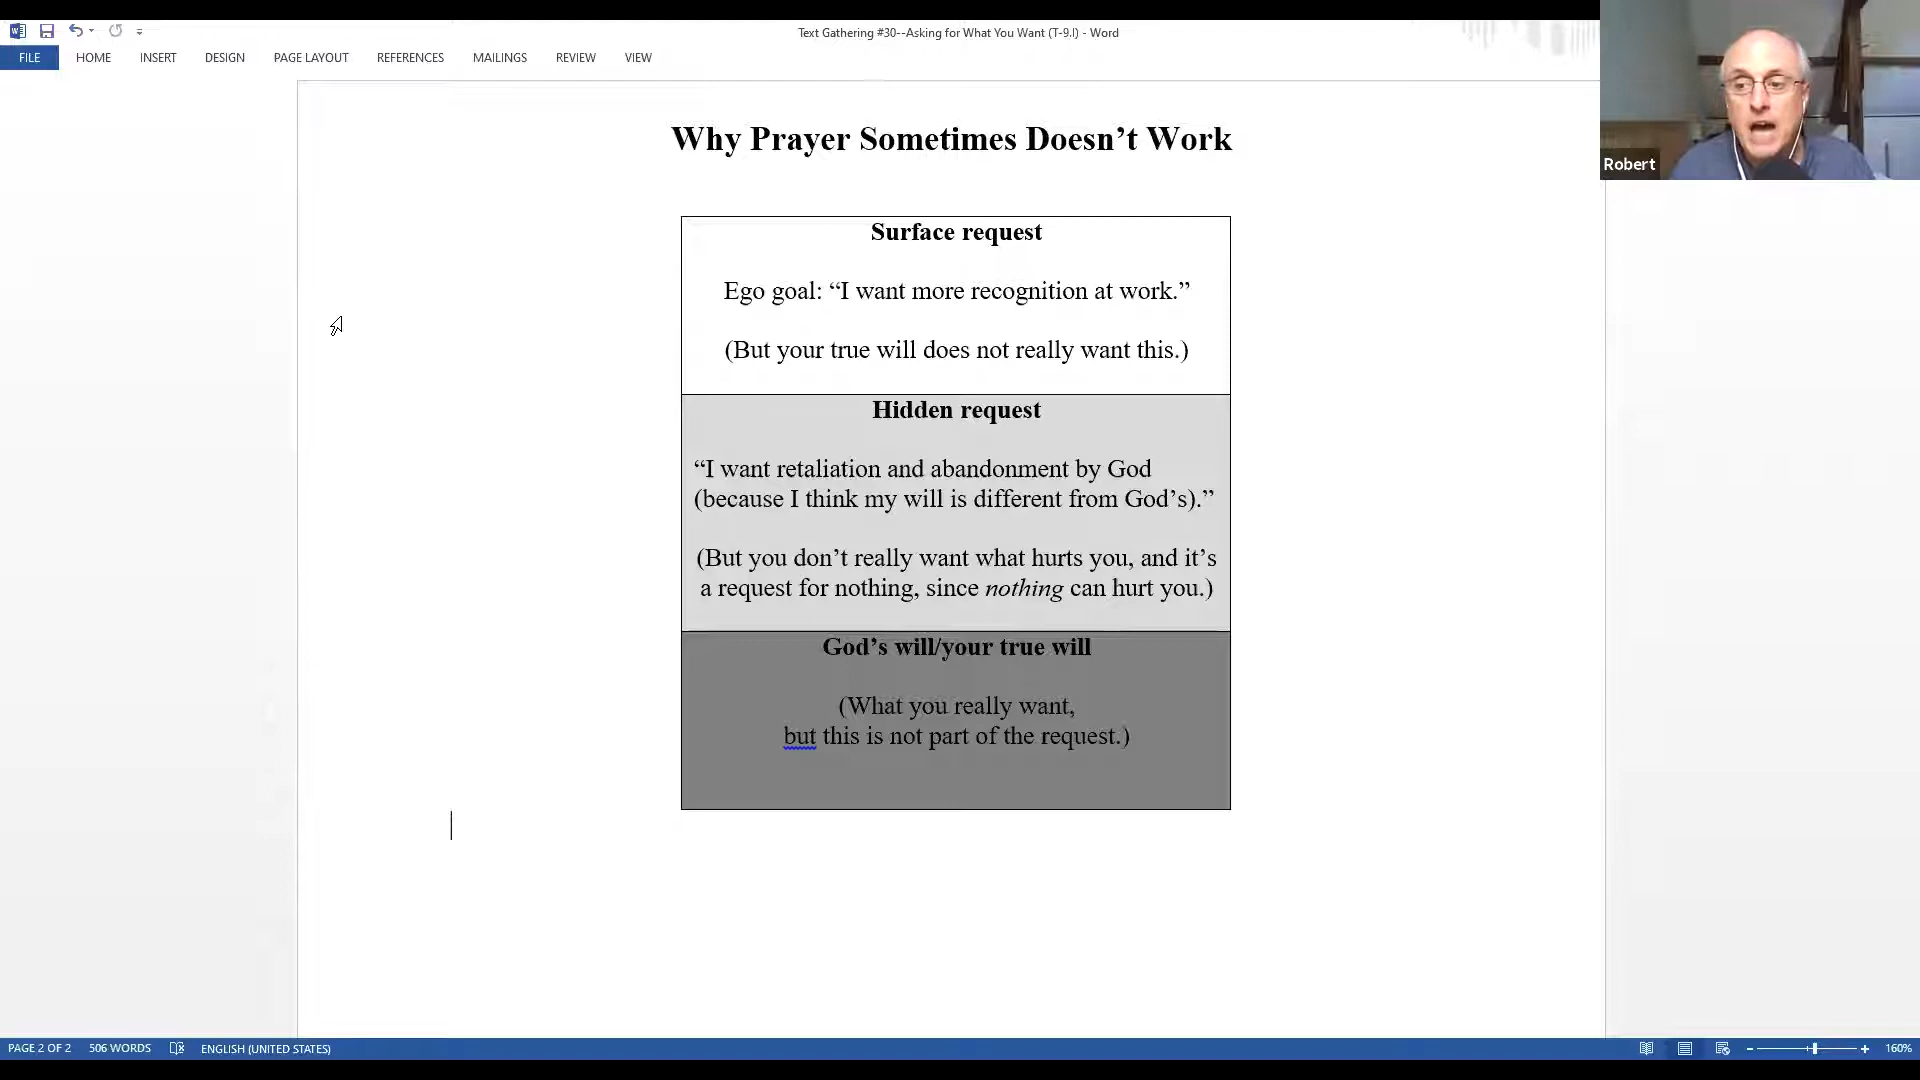 Text Gathering #30--Asking for What You Want (T-9.I) - Word
FILE HOME INSERT DESIGN PAGE LAYOUT REFERENCES MAILINGS REVIEW VIEW
Robert
Why Prayer Sometimes Doesn’t Work
Surface request
Ego goal: “I want more recognition at work.”
(But your true will does not really want this.)
Hidden request
“I want retaliation and abandonment by God
(because I think my will is different from God’s).”
(But you don’t really want what hurts you, and it’s
a request for nothing, since nothing can hurt you.)
God’s will/your true will
(What you really want,
but this is not part of the request.)
PAGE 2 OF 2 506 WORDS ENGLISH (UNITED STATES) 160%